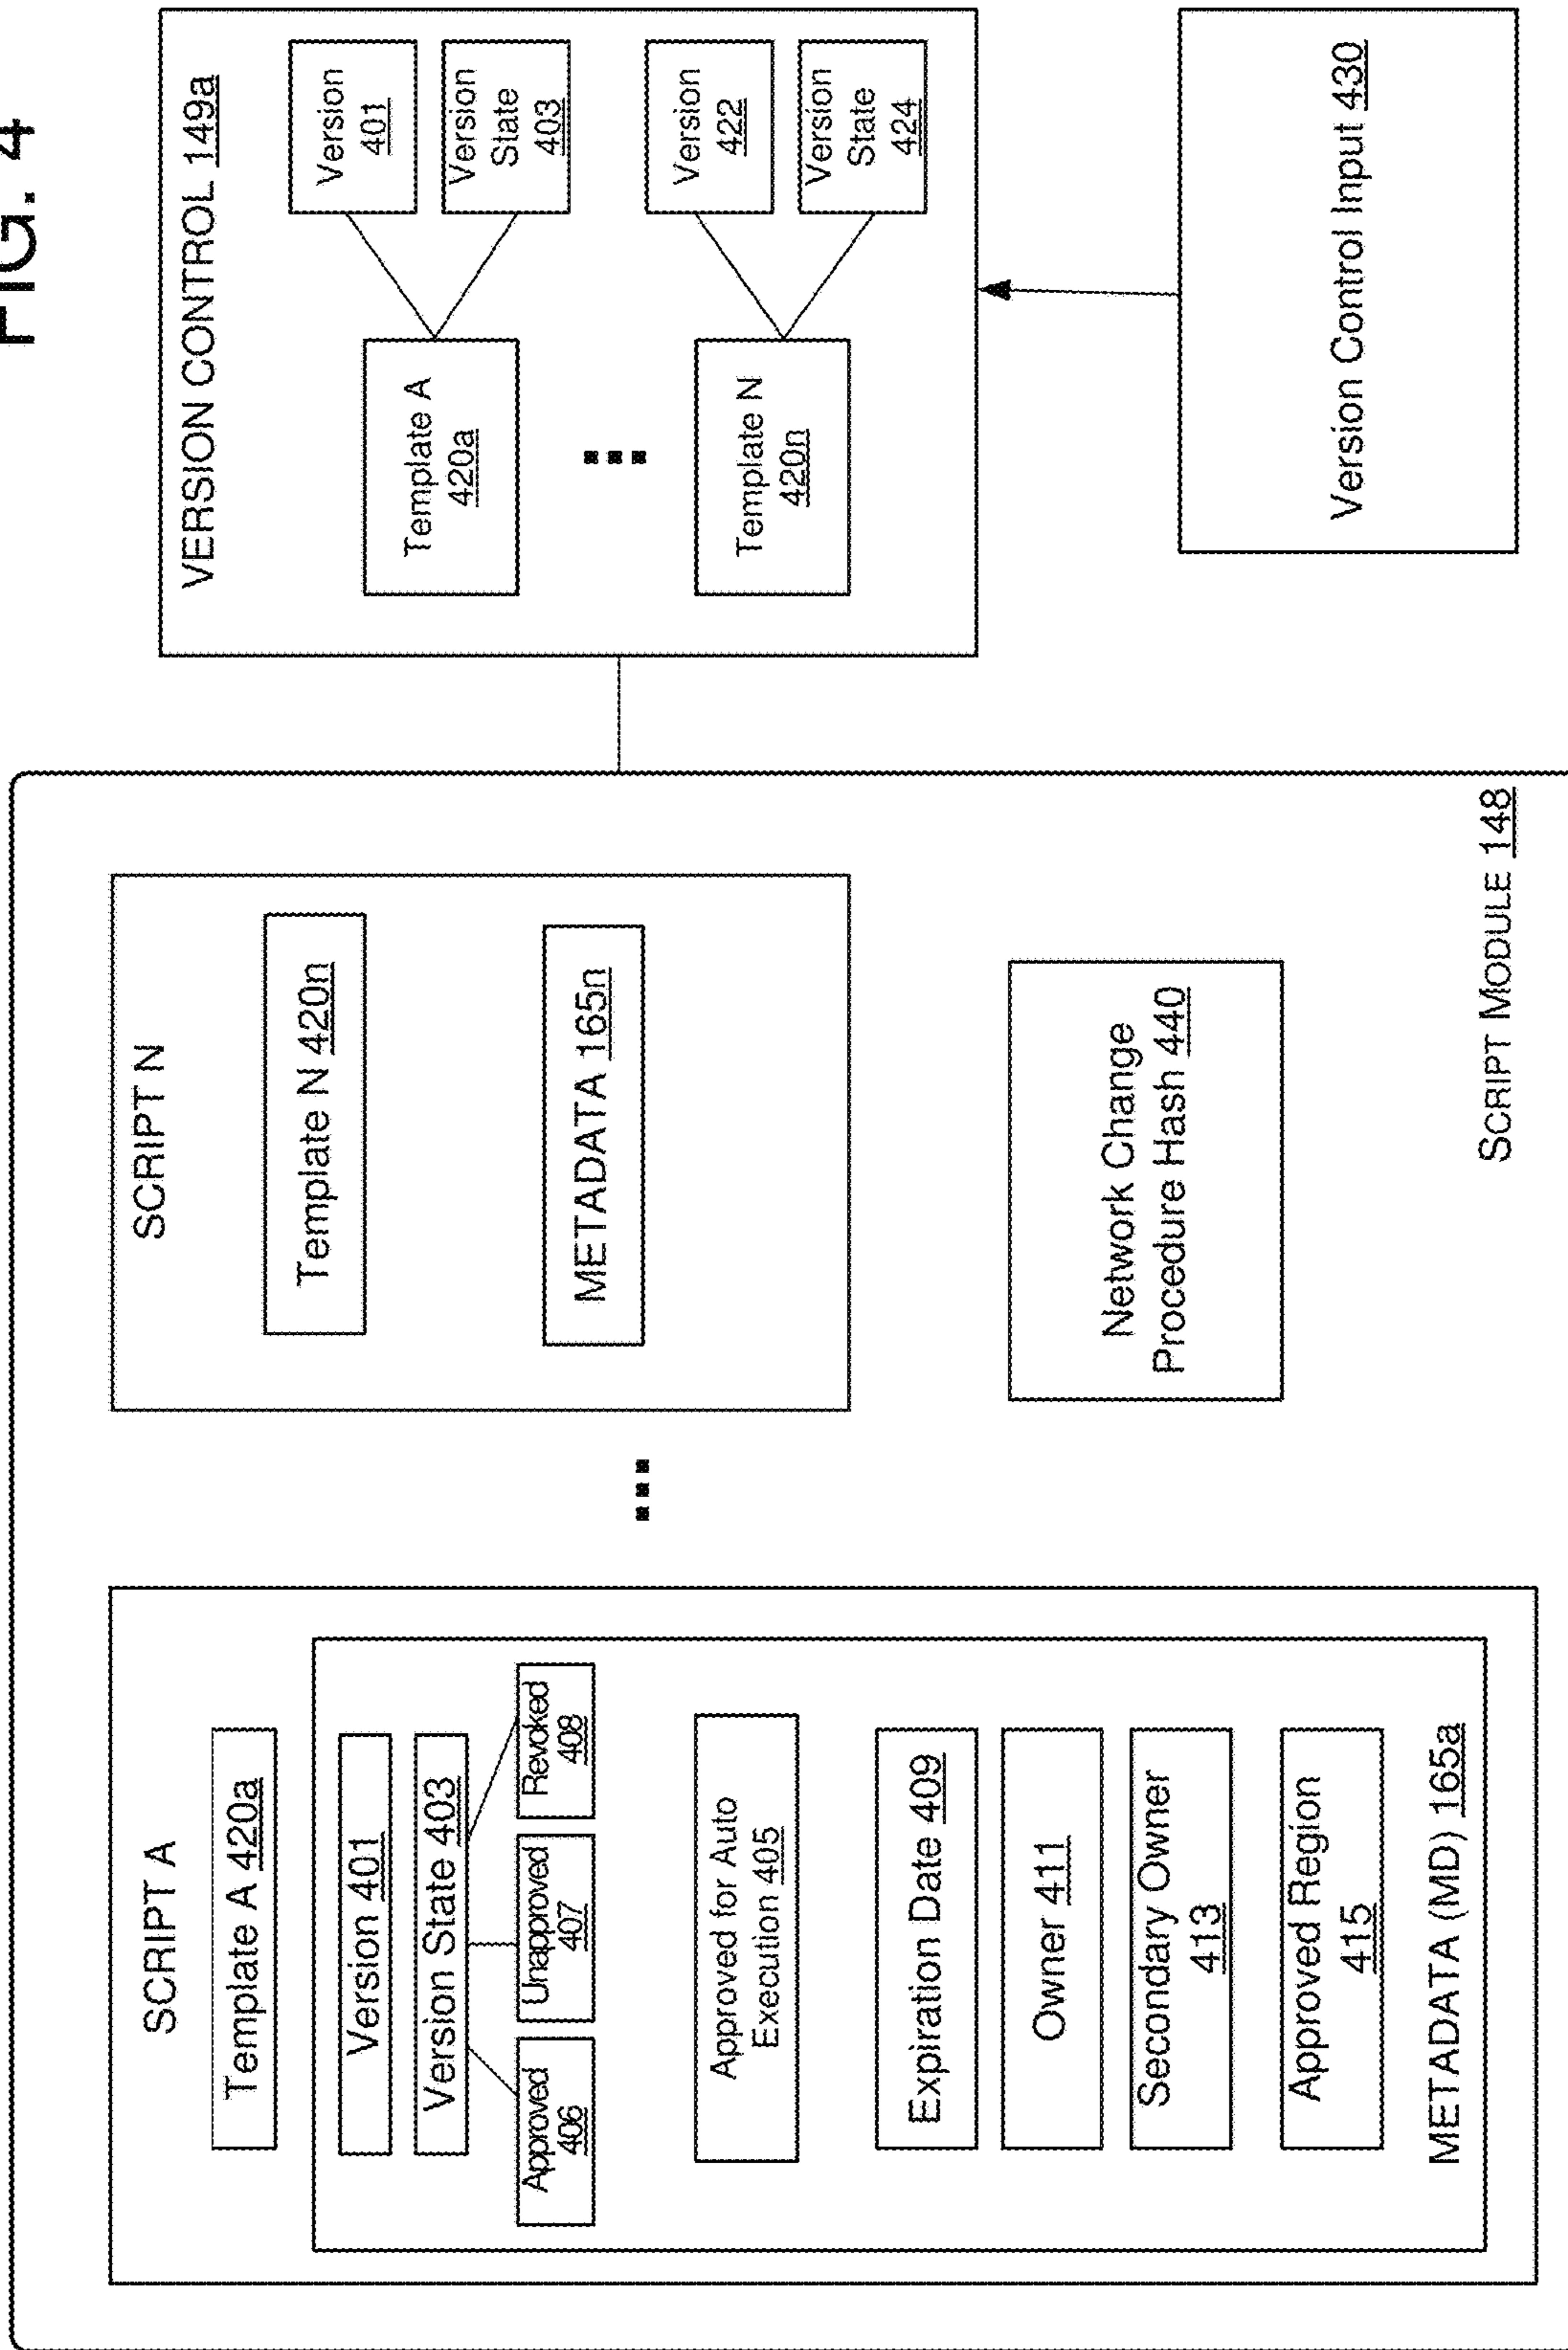 FIG. 4
SCRIPT A
Template A 420a
Version 401
Version State 403
Approved
406
Unapproved
407
Revoked
408
Approved for Auto
Execution 405
Expiration Date 409
Owner 411
Secondary Owner
413
Approved Region
415
METADATA (MD) 165a
SCRIPT N
Template N 420n
METADATA 165n
Network Change
Procedure Hash 440
SCRIPT MODULE 148
VERSION CONTROL 149a
Template A
420a
Version
401
Version
State
403
Template N
420n
Version
422
Version
State
424
Version Control Input 430